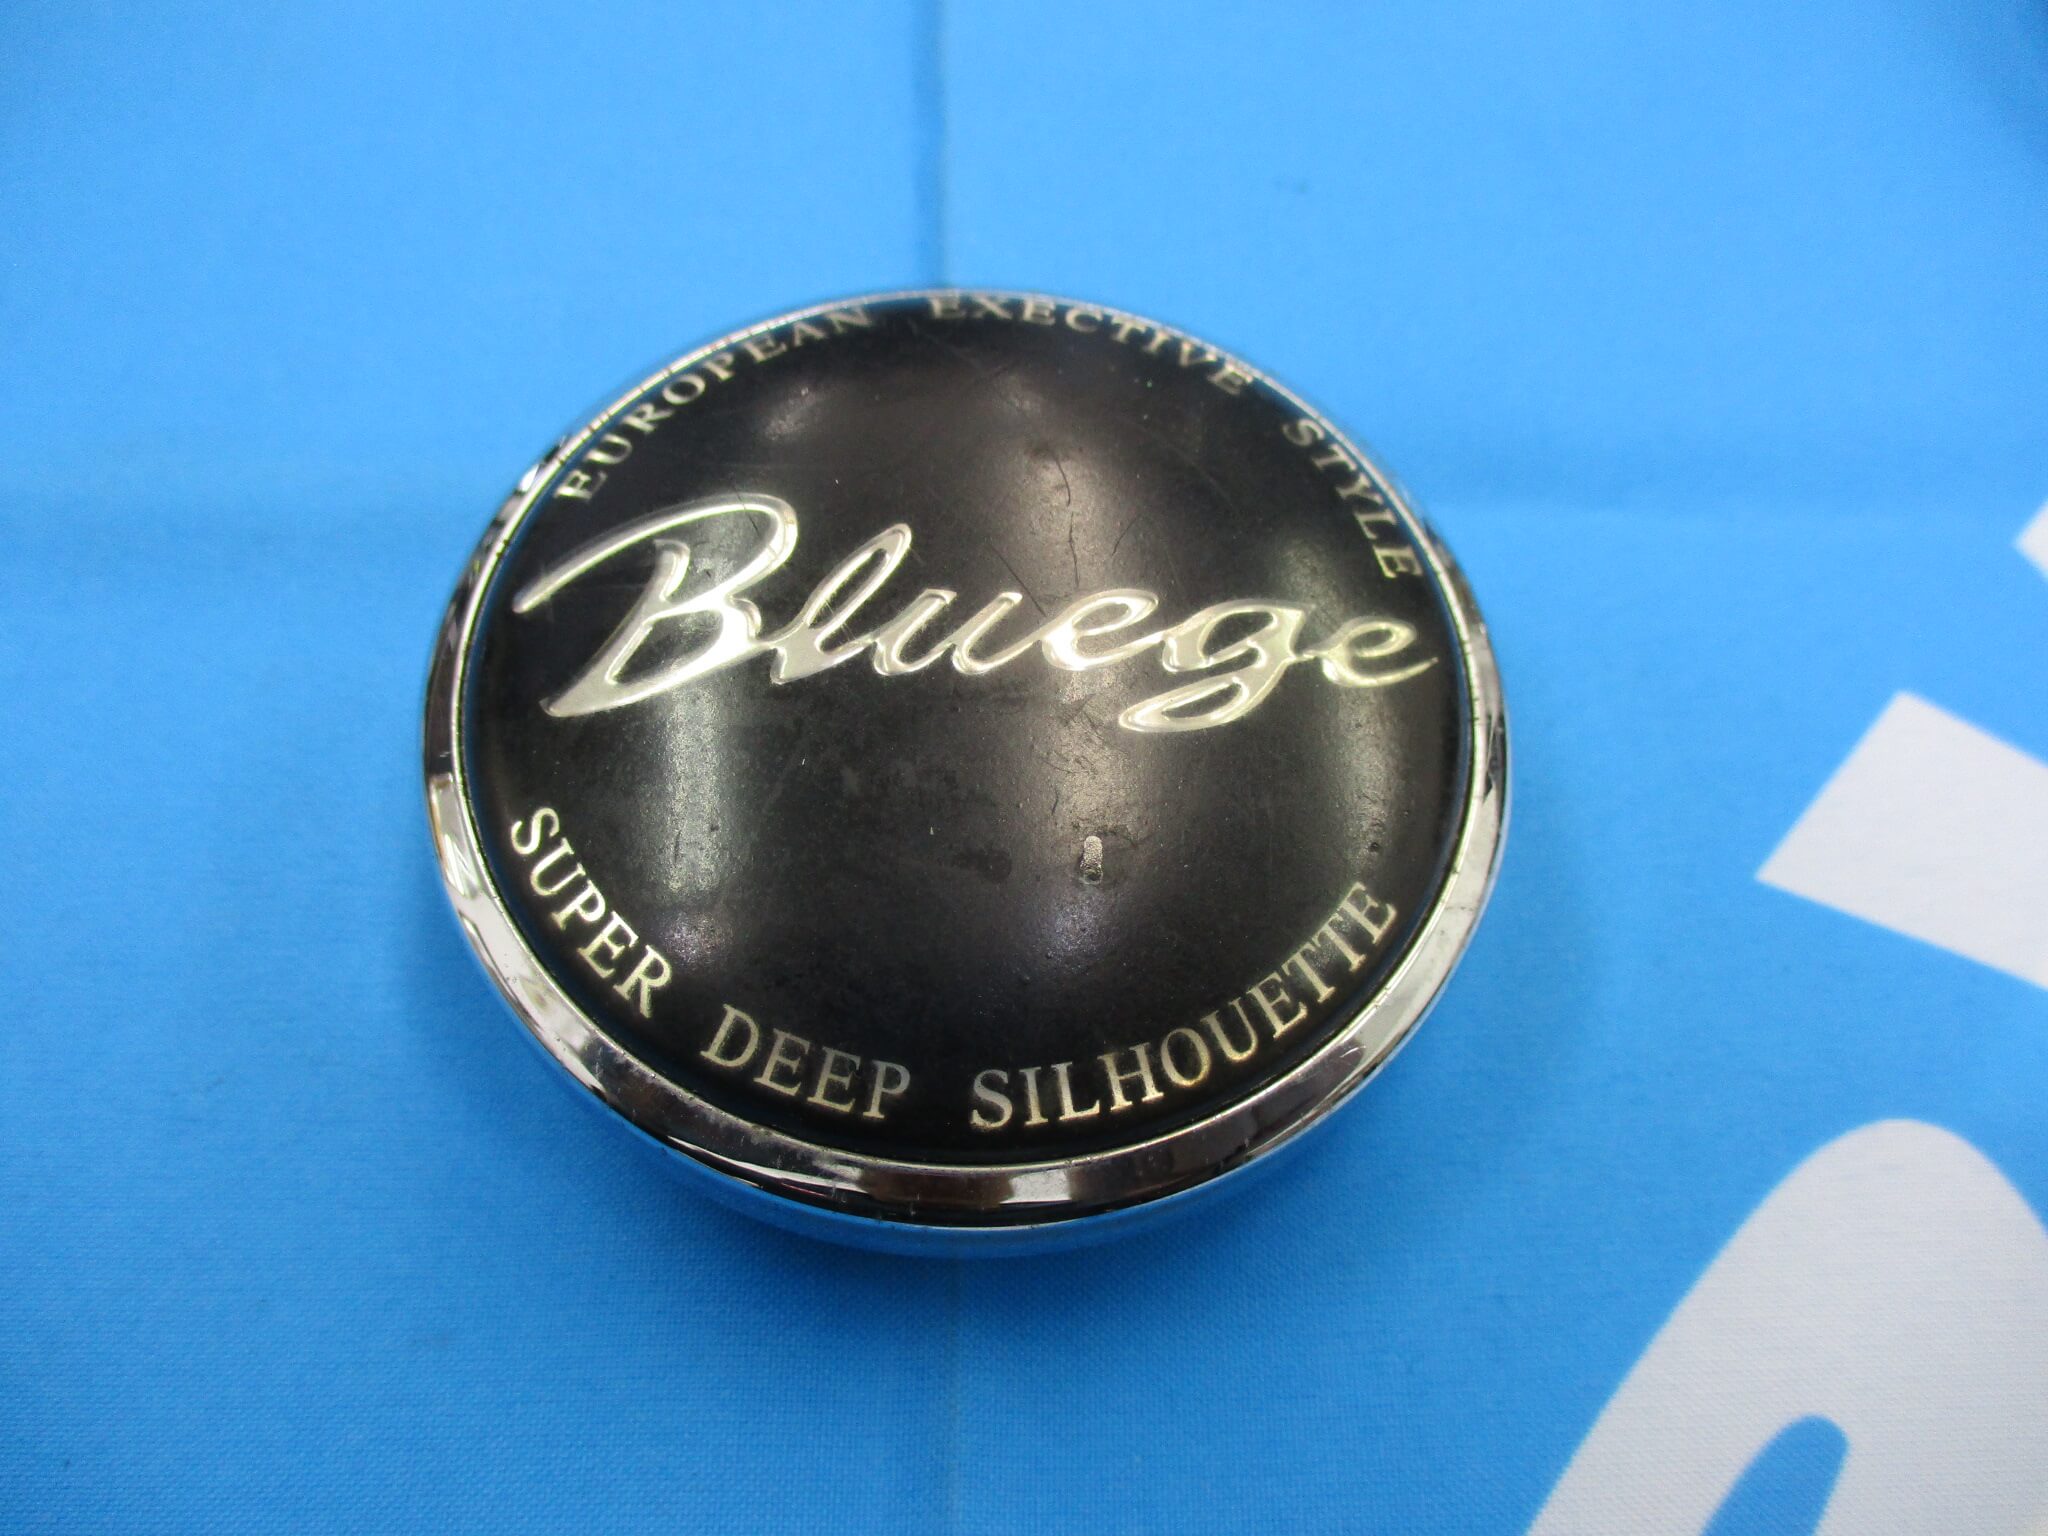 EUROPEAN EXECTIVE STYLE
Bluege
SUPER DEEP SILHOUETTE